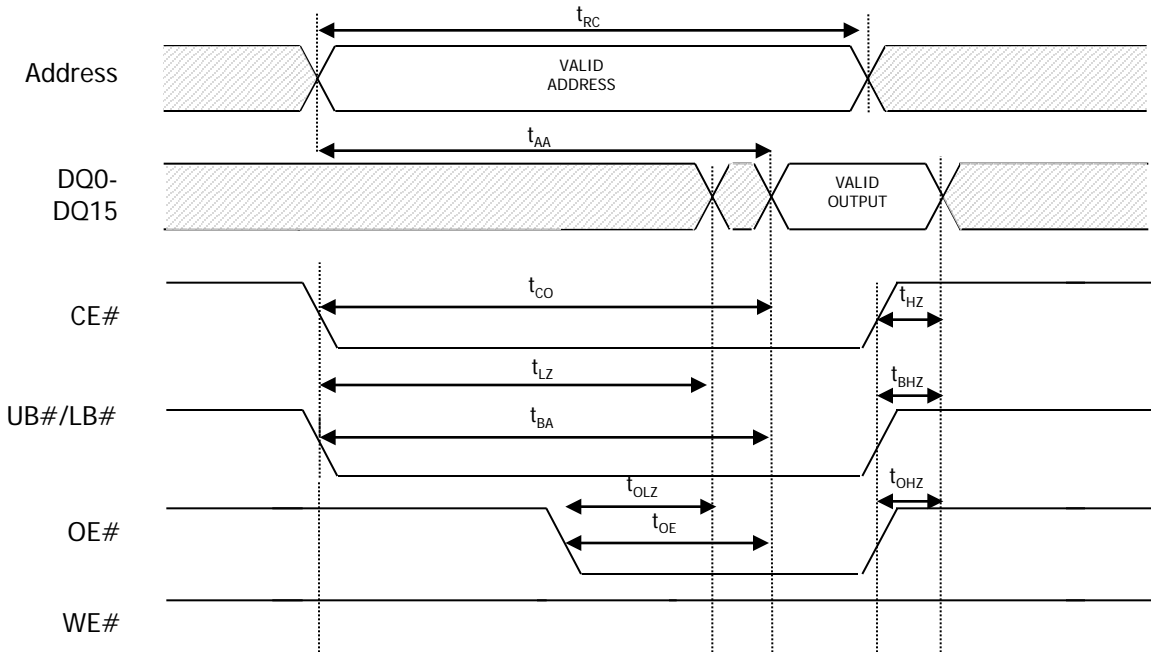 tRC
Address
VALID
ADDRESS
tAA
DQ0-
DQ15
VALID
OUTPUT
CE#
tCO
tHZ
tLZ
tBHZ
UB#/LB#
tBA
tOLZ
tOHZ
OE#
tOE
WE#